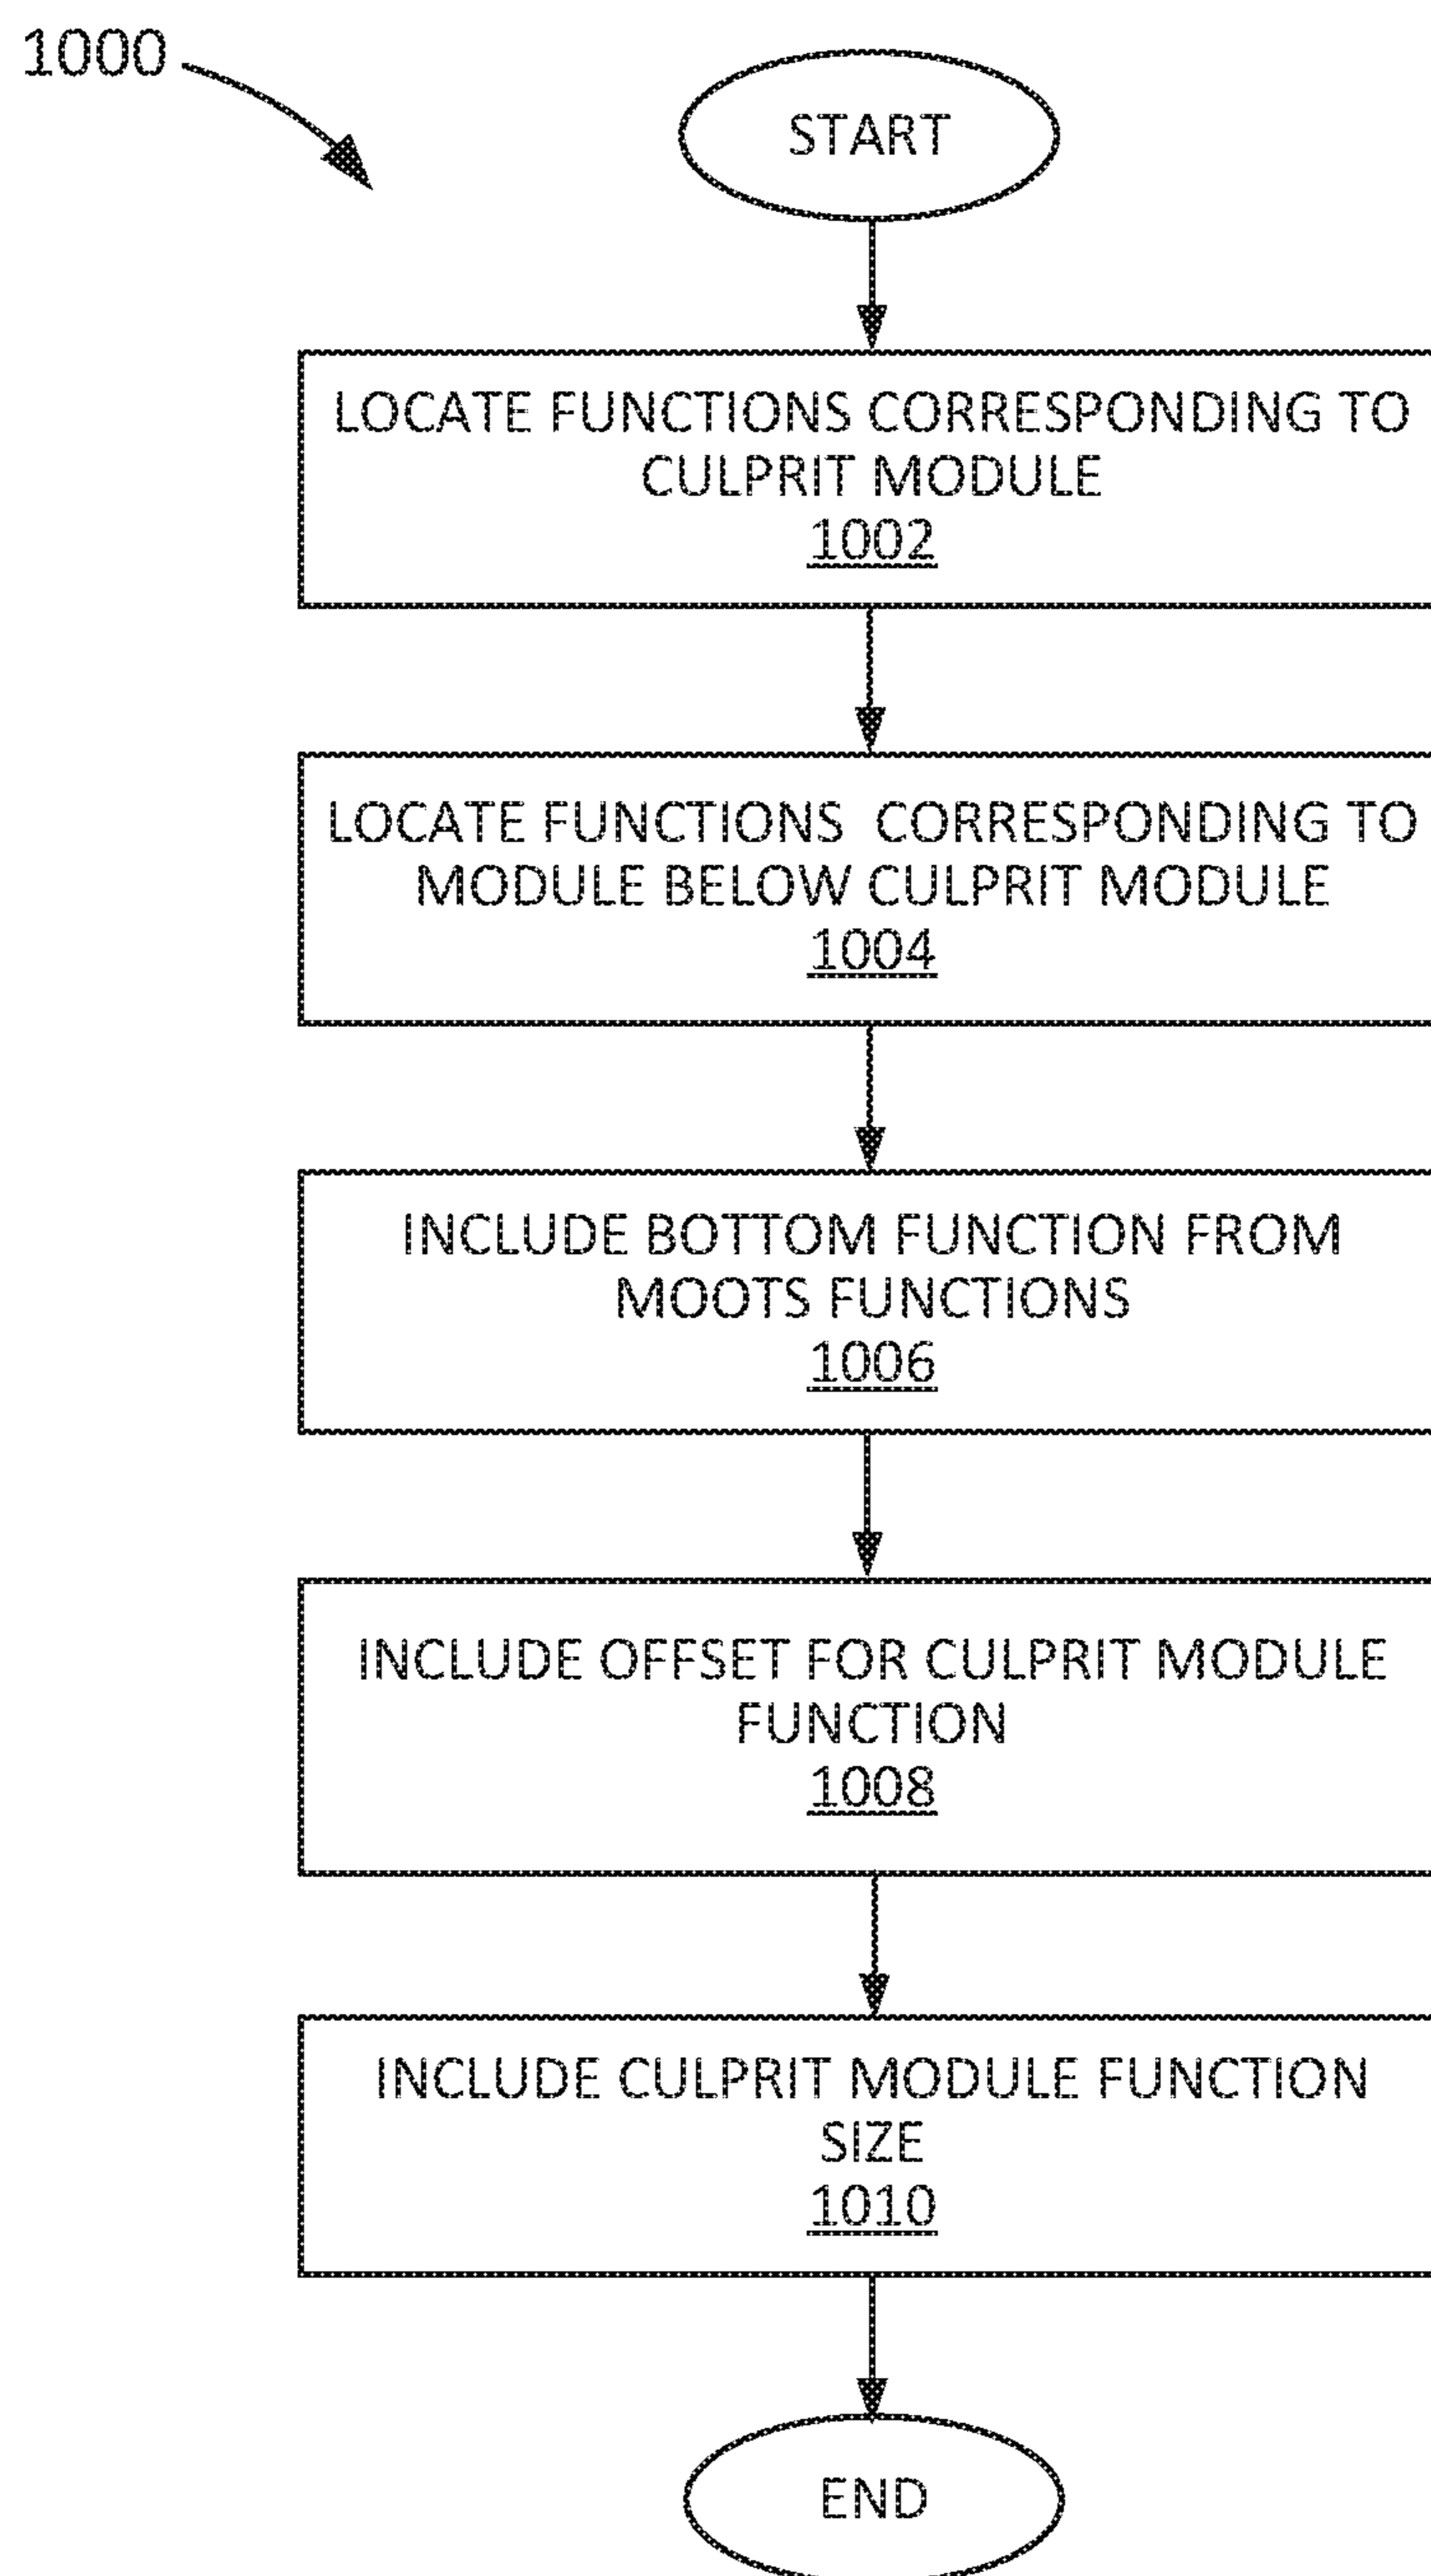 1000
START
LOCATE FUNCTIONS CORRESPONDING TO
CULPRIT MODULE
1002
LOCATE FUNCTIONS CORRESPONDING TO
MODULE BELOW CULPRIT MODULE
1004
INCLUDE BOTTOM FUNCTION FROM
MOOTS FUNCTIONS
1006
INCLUDE OFFSET FOR CULPRIT MODULE
FUNCTION
1008
INCLUDE CULPRIT MODULE FUNCTION
SIZE
1010
END